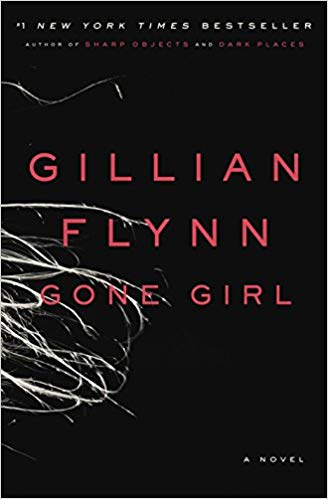 #1 NEW YORK TIMES BESTSELLER
AUTHOR OF SHARP OBJECTS AND DARK PLACES
GILLIAN
FLYNN
GONE GIRL
A NOVEL